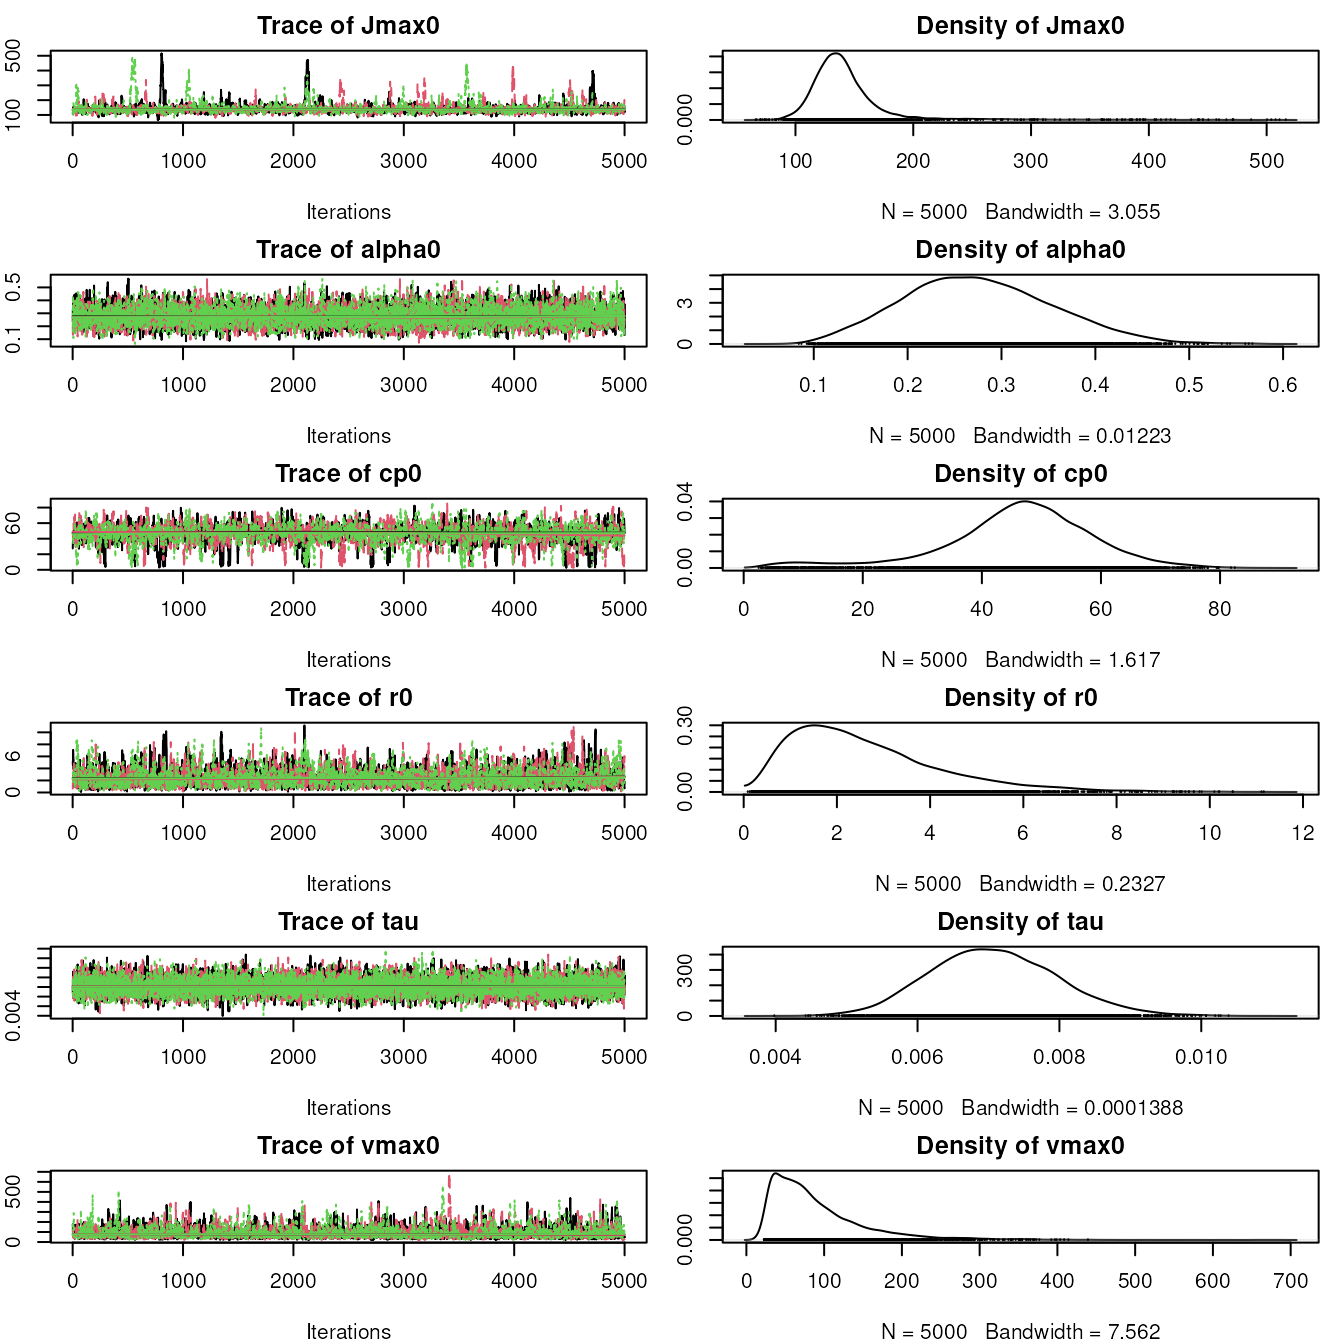 Trace of Jmax0
Density of Jmax0
100 500
0.000
0 1000 2000 3000 4000 5000
100 200 300 400 500
Iterations
N = 5000 Bandwidth = 3.055
Trace of alpha0
Density of alpha0
0.1 0.5
0 3
0 1000 2000 3000 4000 5000
0.1 0.2 0.3 0.4 0.5 0.6
Iterations
N = 5000 Bandwidth = 0.01223
Trace of cp0
Density of cp0
0 60
0.00 0.04
0 1000 2000 3000 4000 5000
0 20 40 60 80
Iterations
N = 5000 Bandwidth = 1.617
Trace of r0
Density of r0
0 6
0.00 0.30
0 1000 2000 3000 4000 5000
0 2 4 6 8 10 12
Iterations
N = 5000 Bandwidth = 0.2327
Trace of tau
Density of tau
0.004
0 300
0 1000 2000 3000 4000 5000
0.004 0.006 0.008 0.010
Iterations
N = 5000 Bandwidth = 0.0001388
Trace of vmax0
Density of vmax0
0 500
0.000
0 1000 2000 3000 4000 5000
0 100 200 300 400 500 600 700
Iterations
N = 5000 Bandwidth = 7.562